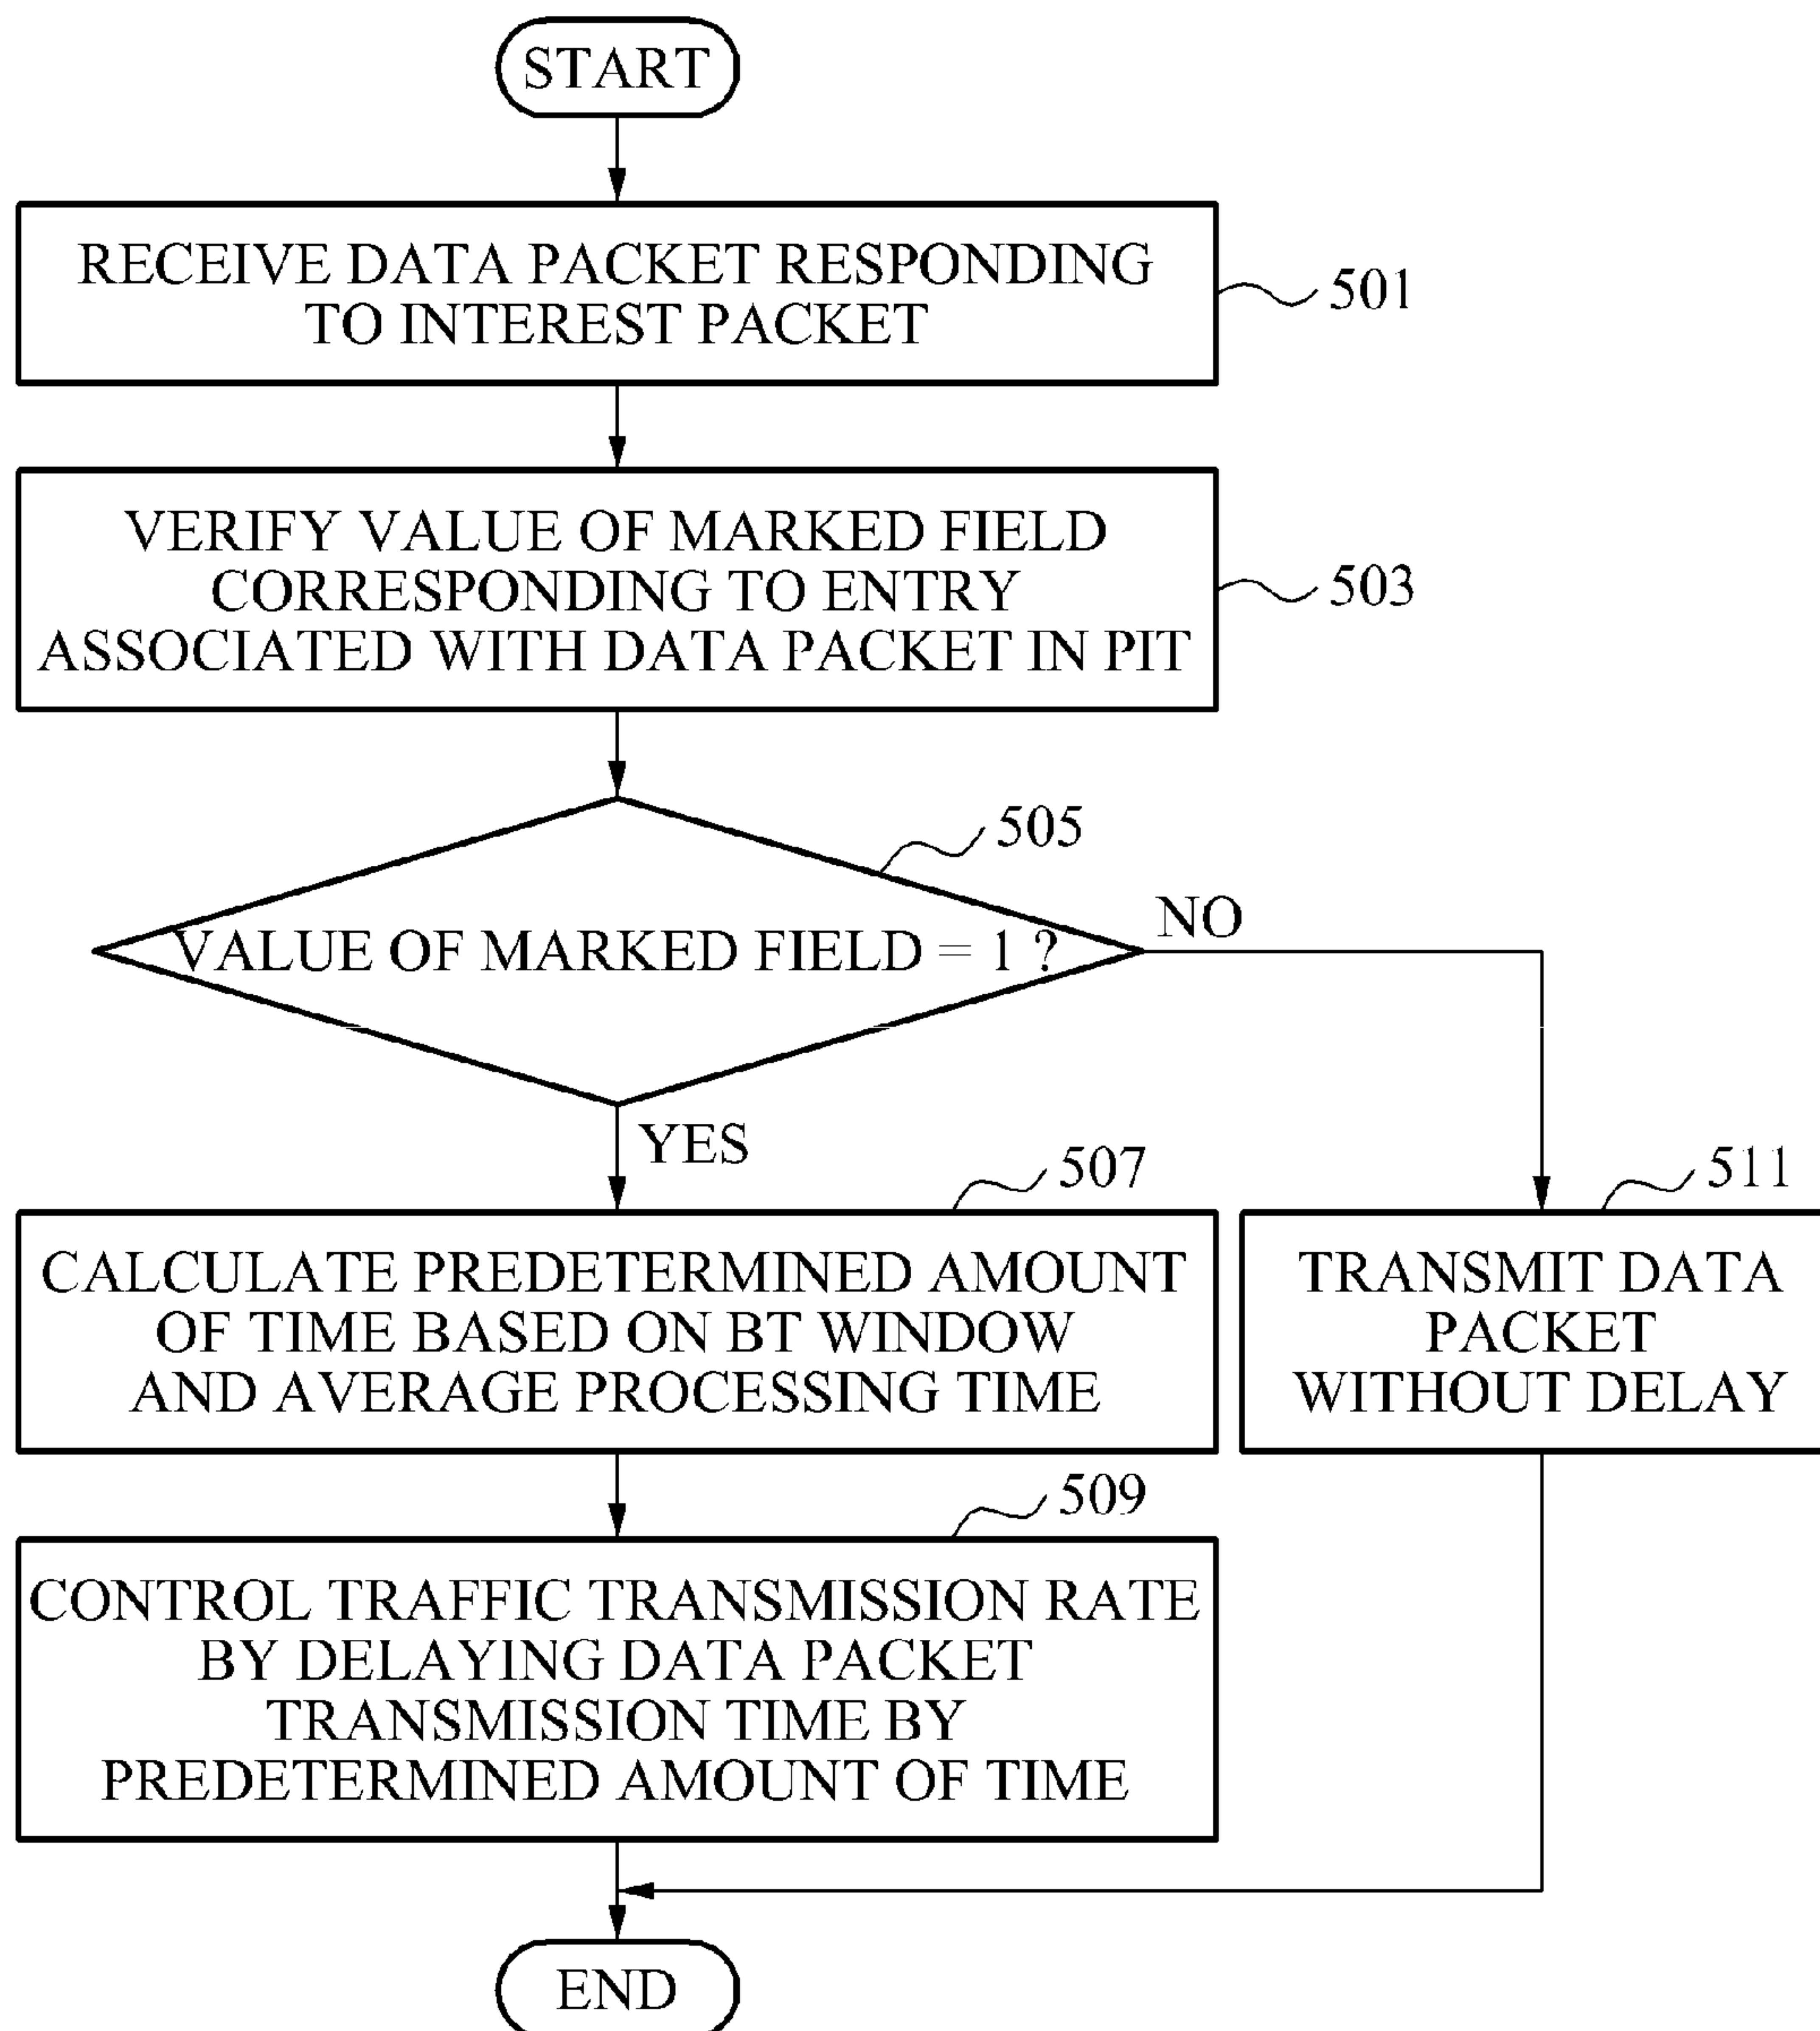 START
RECEIVE DATA PACKET RESPONDING
TO INTEREST PACKET
501
VERIFY VALUE OF MARKED FIELD
CORRESPONDING TO ENTRY
ASSOCIATED WITH DATA PACKET IN PIT
503
505
VALUE OF MARKED FIELD = 1 ?
NO
YES
507
CALCULATE PREDETERMINED AMOUNT
OF TIME BASED ON BT WINDOW
AND AVERAGE PROCESSING TIME
511
TRANSMIT DATA
PACKET
WITHOUT DELAY
509
CONTROL TRAFFIC TRANSMISSION RATE
BY DELAYING DATA PACKET
TRANSMISSION TIME BY
PREDETERMINED AMOUNT OF TIME
END